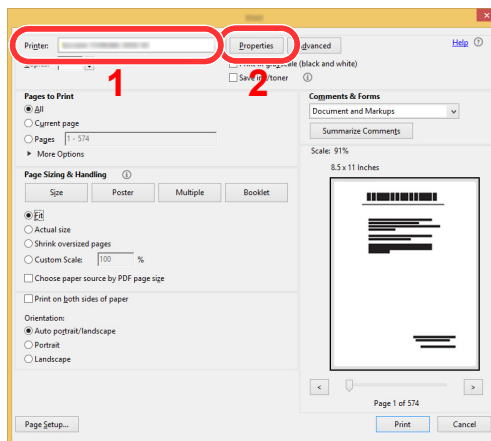 Printer:
Properties
Advanced
Help
1
2
Copies:
Print in grayscale (black and white)
Save ink/toner
Pages to Print
All
Current page
Pages 1 - 574
More Options
Comments & Forms
Document and Markups
Summarize Comments
Page Sizing & Handling
Size Poster Multiple Booklet
Fit
Actual size
Shrink oversized pages
Custom Scale: 100 %
Choose paper source by PDF page size
Print on both sides of paper
Orientation:
Auto portrait/landscape
Portrait
Landscape
Scale: 91%
8.5 x 11 Inches
< >
Page 1 of 574
Page Setup...
Print
Cancel